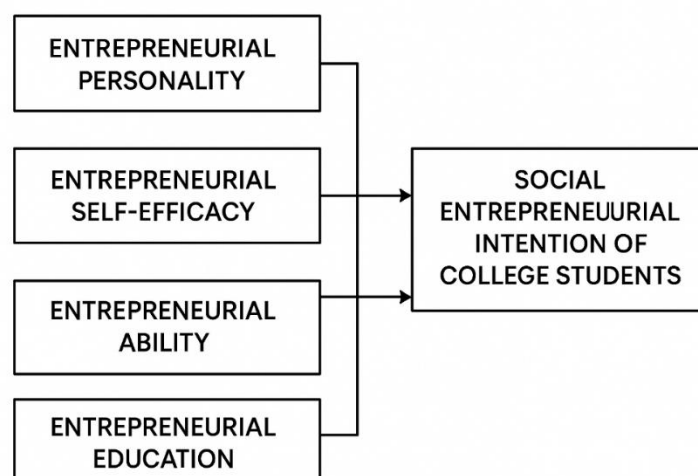 ENTREPRENEURIAL
PERSONALITY
ENTREPRENEURIAL
SELF-EFFICACY
ENTREPRENEURIAL
ABILITY
ENTREPRENEURIAL
EDUCATION
SOCIAL
ENTREPRENEUURIAL
INTENTION OF
COLLEGE STUDENTS